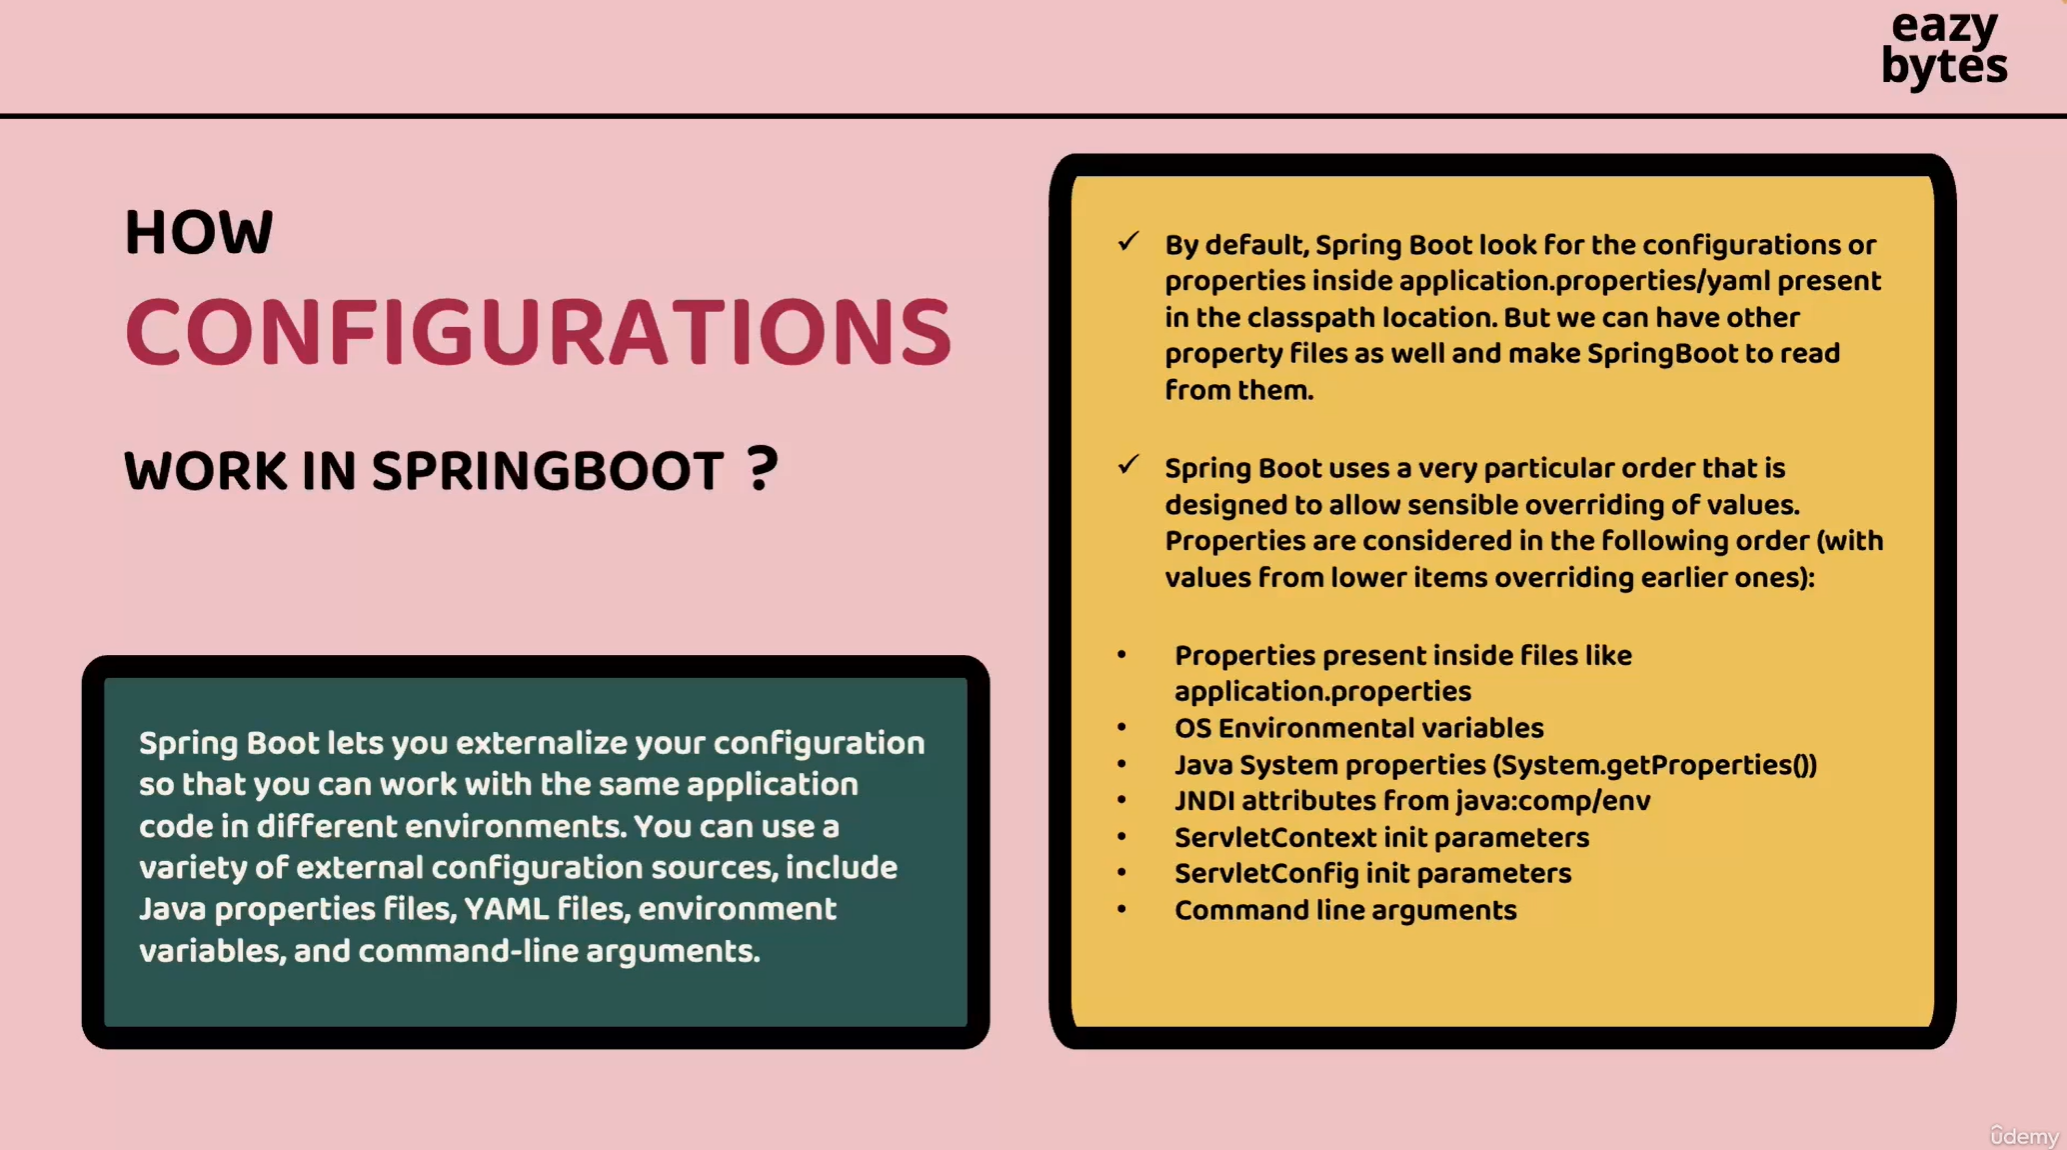 eazy
bytes
HOW
CONFIGURATIONS
WORK IN SPRINGBOOT ?
Spring Boot lets you externalize your configuration
so that you can work with the same application
code in different environments. You can use a
variety of external configuration sources, include
Java properties files, YAML files, environment
variables, and command-line arguments.
✓ By default, Spring Boot look for the configurations or
properties inside application.properties/yaml present
in the classpath location. But we can have other
property files as well and make SpringBoot to read
from them.
✓ Spring Boot uses a very particular order that is
designed to allow sensible overriding of values.
Properties are considered in the following order (with
values from lower items overriding earlier ones):
• Properties present inside files like
application.properties
• OS Environmental variables
• Java System properties (System.getProperties())
• JNDI attributes from java:comp/env
• ServletContext init parameters
• ServletConfig init parameters
• Command line arguments
ûdemy